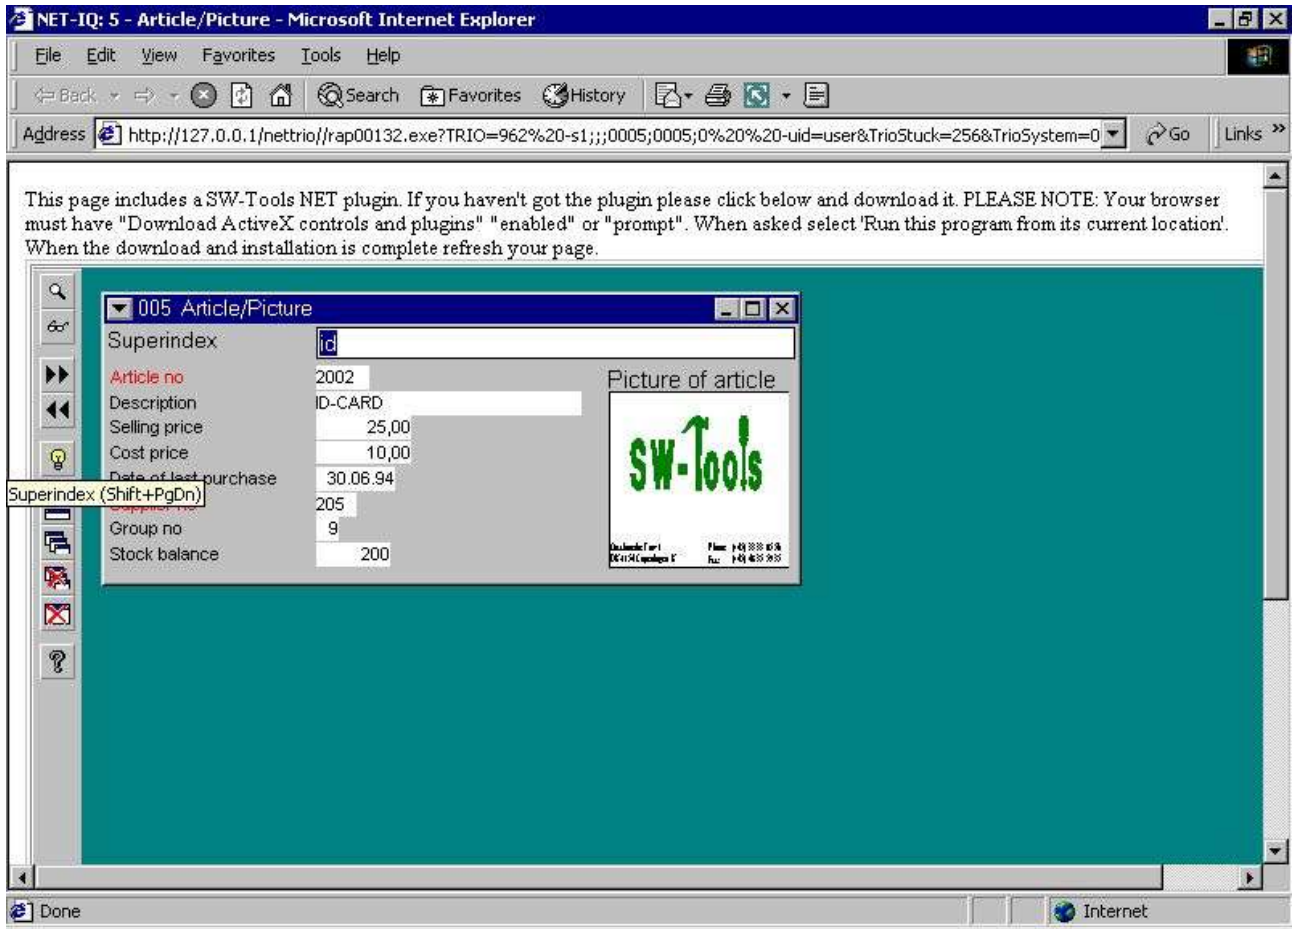 NET-IQ: 5 - Article/Picture - Microsoft Internet Explorer
File Edit View Favorites Tools Help
Back Search Favorites History
Address http://127.0.0.1/nettrio//rap00132.exe?TRIO=962%20-s1;;;0005;0005;0%20%20-uid=user&TrioStuck=256&TrioSystem=0 Go Links »
This page includes a SW-Tools NET plugin. If you haven't got the plugin please click below and download it. PLEASE NOTE: Your browser
must have "Download ActiveX controls and plugins" "enabled" or "prompt". When asked select 'Run this program from its current location'.
When the download and installation is complete refresh your page.
005 Article/Picture
Superindex id
Article no 2002
Picture of article
Description ID-CARD
Selling price 25,00
Cost price 10,00
SW-Tools
Date of last purchase 30.06.94
Superindex (Shift+PgDn)
205
Group no 9
Stock balance 200
Done Internet